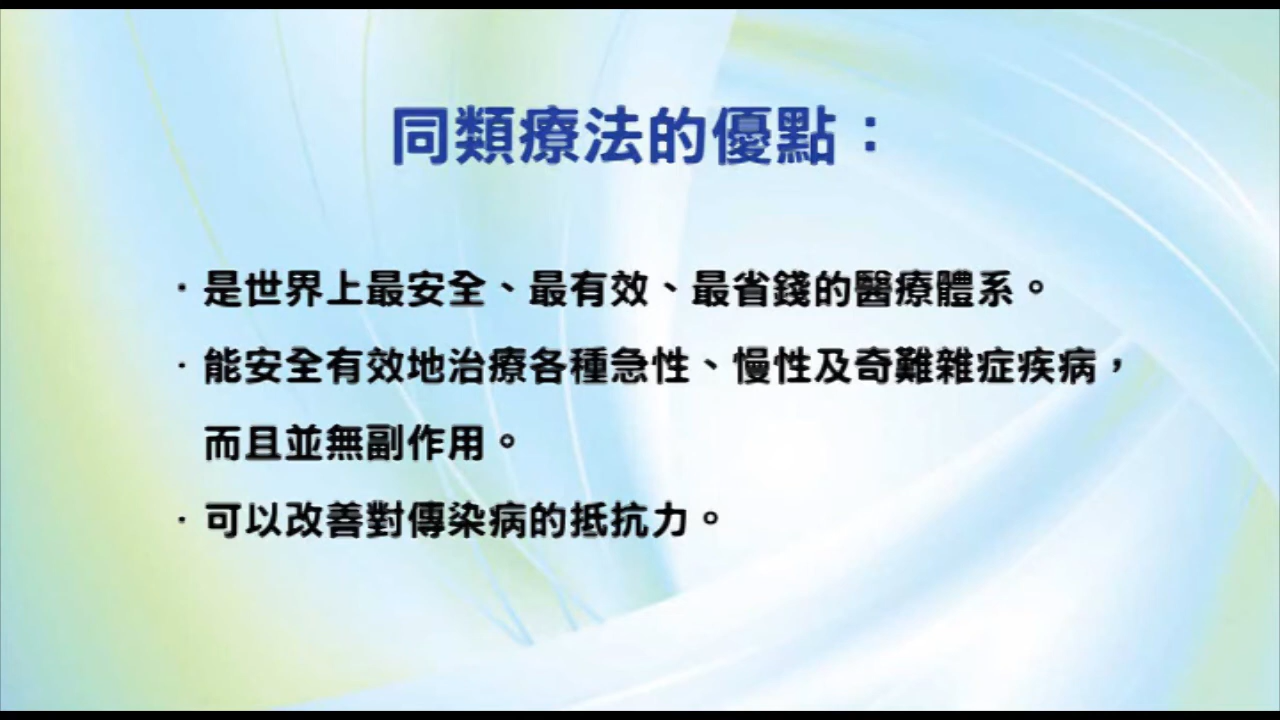 同類療法的優點：
·是世界上最安全、最有效、最省錢的醫療體系。
·能安全有效地治療各種急性、慢性及奇難雜症疾病，
而且並無副作用。
·可以改善對傳染病的抵抗力。